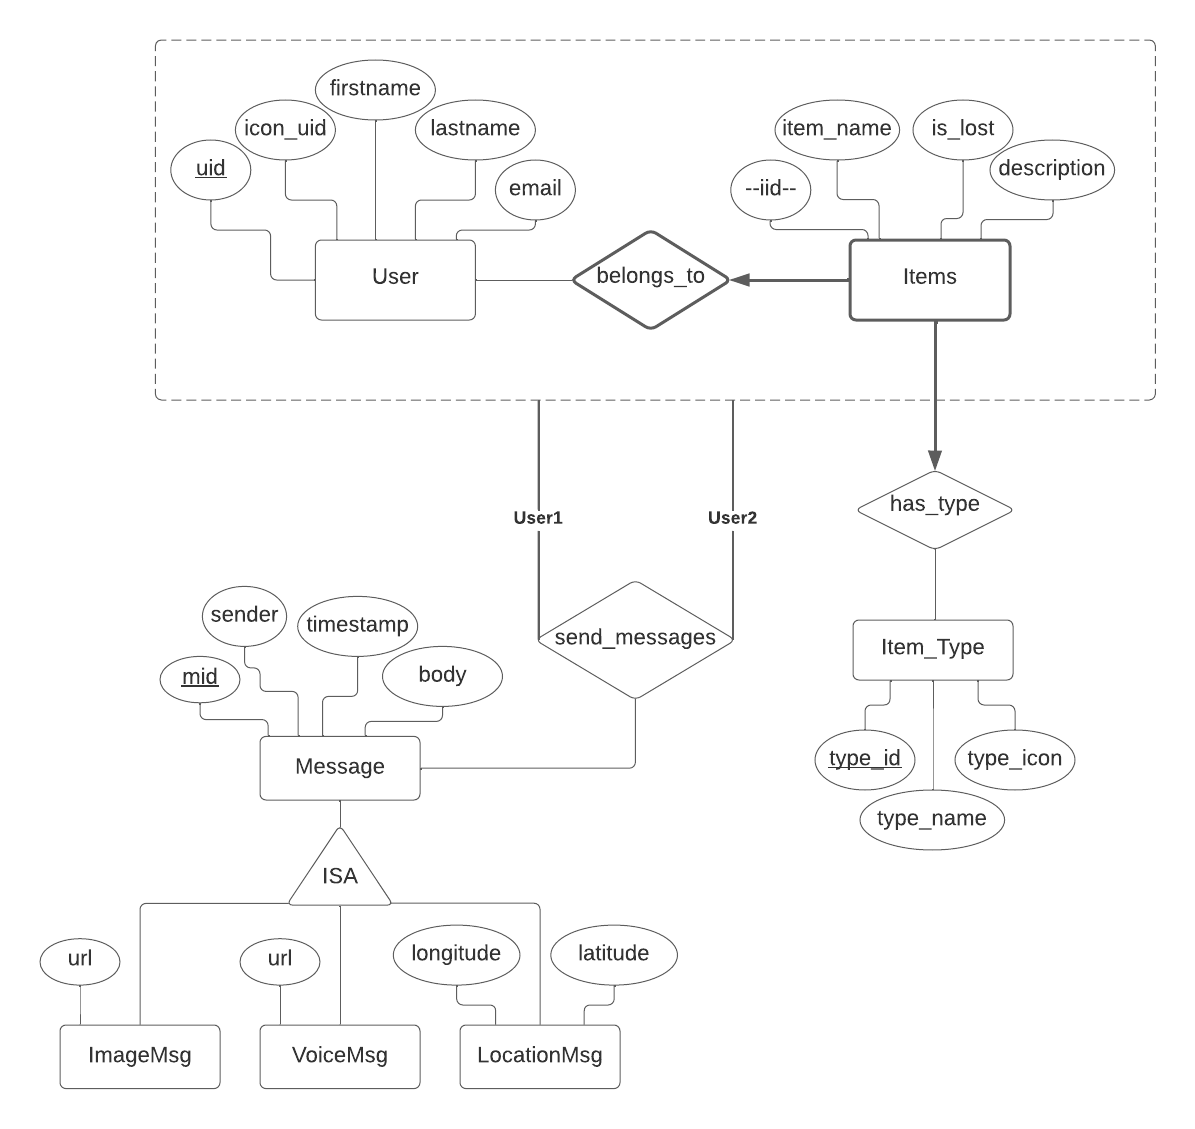 firstname
icon_uid
lastname
item_name
is_lost
uid
email
--iid--
description
User
belongs_to
Items
User1
User2
has_type
sender
timestamp
send_messages
Item_Type
mid
body
Message
type_id
type_icon
type_name
ISA
url
url
longitude
latitude
ImageMsg
VoiceMsg
LocationMsg